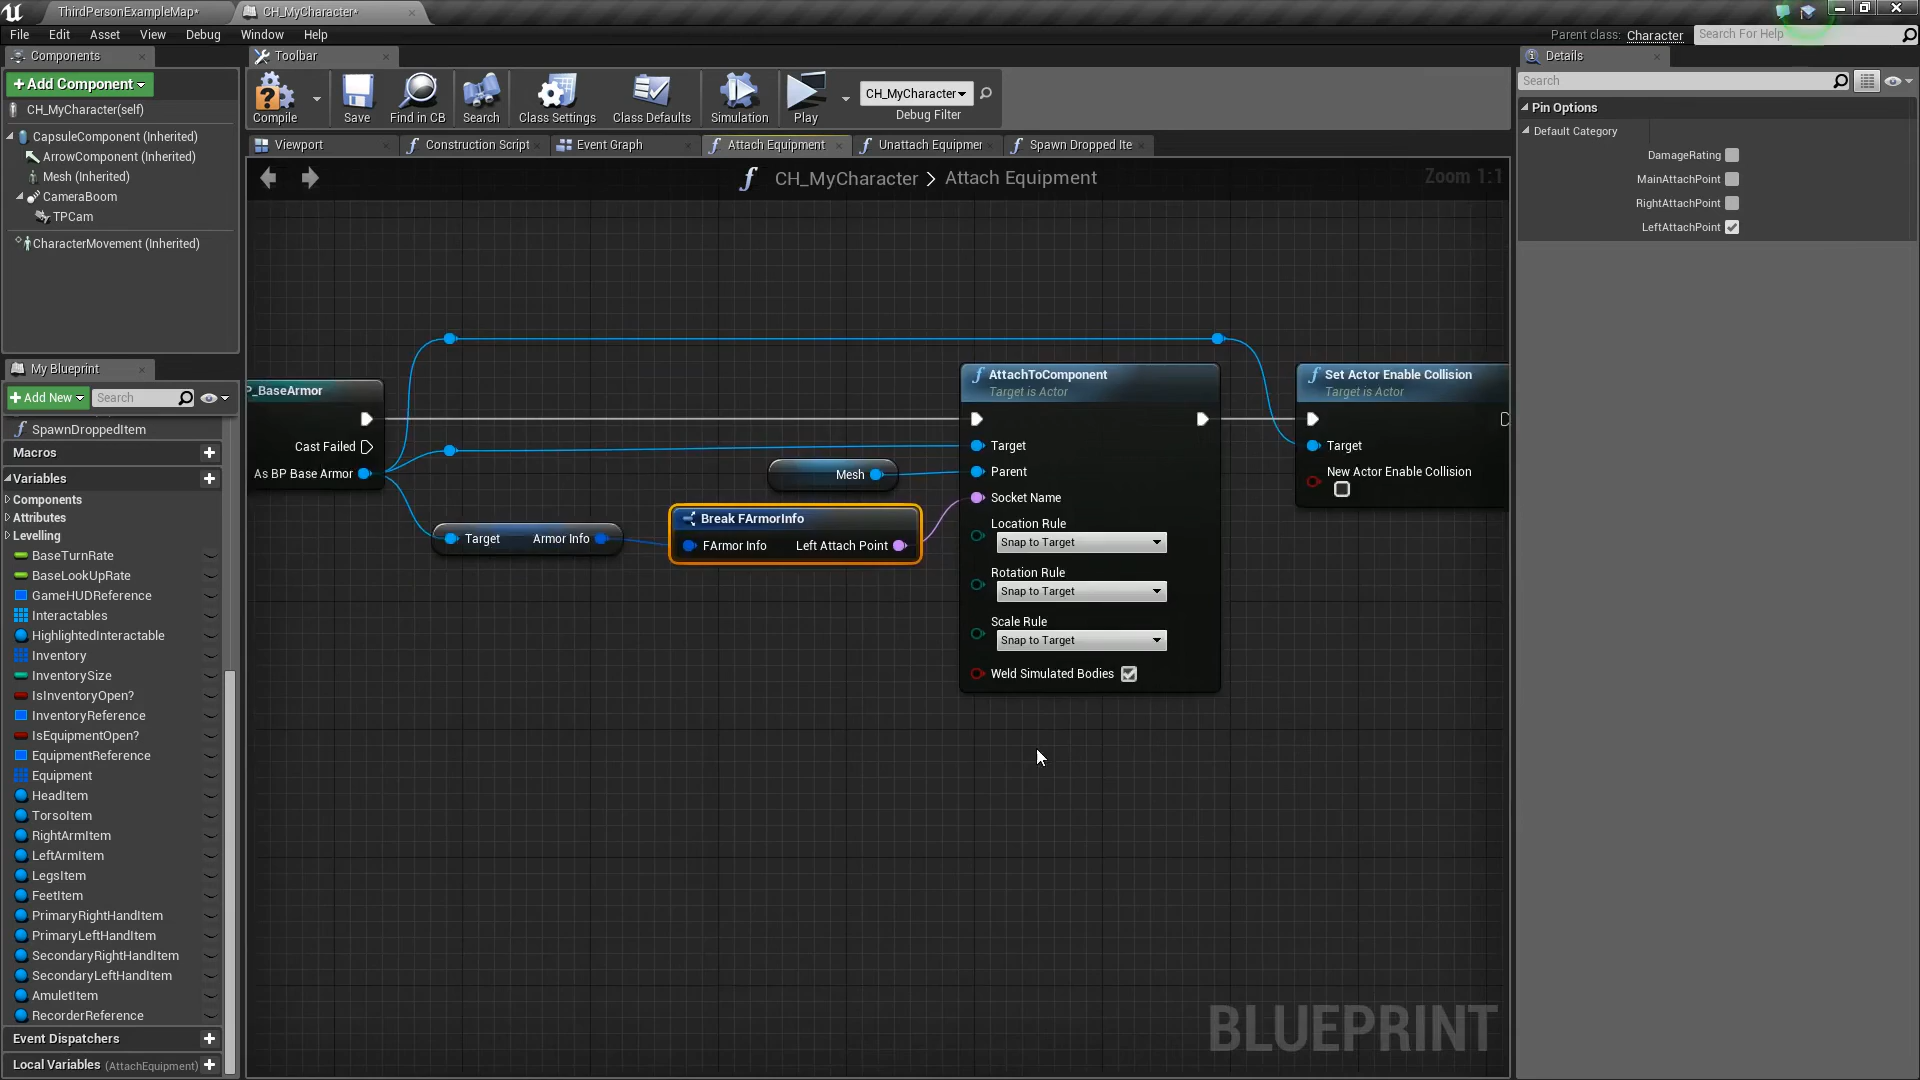 ThirdPersonExampleMap*
CH_MyCharacter*
File Edit Asset View Debug Window Help
Parent class: Character
Search For Help
Components
Toolbar
Details
+Add Component
CH_MyCharacter(self)
CapsuleComponent (Inherited)
ArrowComponent (Inherited)
Mesh (Inherited)
CameraBoom
TPCam
CharacterMovement (Inherited)
Compile
Save
Find in CB
Search
Class Settings
Class Defaults
Simulation
Play
CH_MyCharacter
Debug Filter
Viewport
Construction Script
Event Graph
Attach Equipment
Unattach Equipmer
Spawn Dropped Ite
CH_MyCharacter > Attach Equipment
Zoom 1:1
Search
Pin Options
Default Category
DamageRating
MainAttachPoint
RightAttachPoint
LeftAttachPoint
My Blueprint
+Add New
Search
SpawnDroppedItem
Macros
Variables
Components
Attributes
Levelling
BaseTurnRate
BaseLookUpRate
GameHUDReference
Interactables
HighlightedInteractable
Inventory
InventorySize
IsInventoryOpen?
InventoryReference
IsEquipmentOpen?
EquipmentReference
Equipment
HeadItem
TorsoItem
RightArmItem
LeftArmItem
LegsItem
FeetItem
PrimaryRightHandItem
PrimaryLeftHandItem
SecondaryRightHandItem
SecondaryLeftHandItem
AmuletItem
RecorderReference
Event Dispatchers
Local Variables (AttachEquipment)
P_BaseArmor
Cast Failed
As BP Base Armor
Target Armor Info
Mesh
Break FArmorInfo
FArmor Info Left Attach Point
AttachToComponent
Target is Actor
Target
Parent
Socket Name
Location Rule
Snap to Target
Rotation Rule
Snap to Target
Scale Rule
Snap to Target
Weld Simulated Bodies
Set Actor Enable Collision
Target is Actor
Target
New Actor Enable Collision
BLUEPRINT